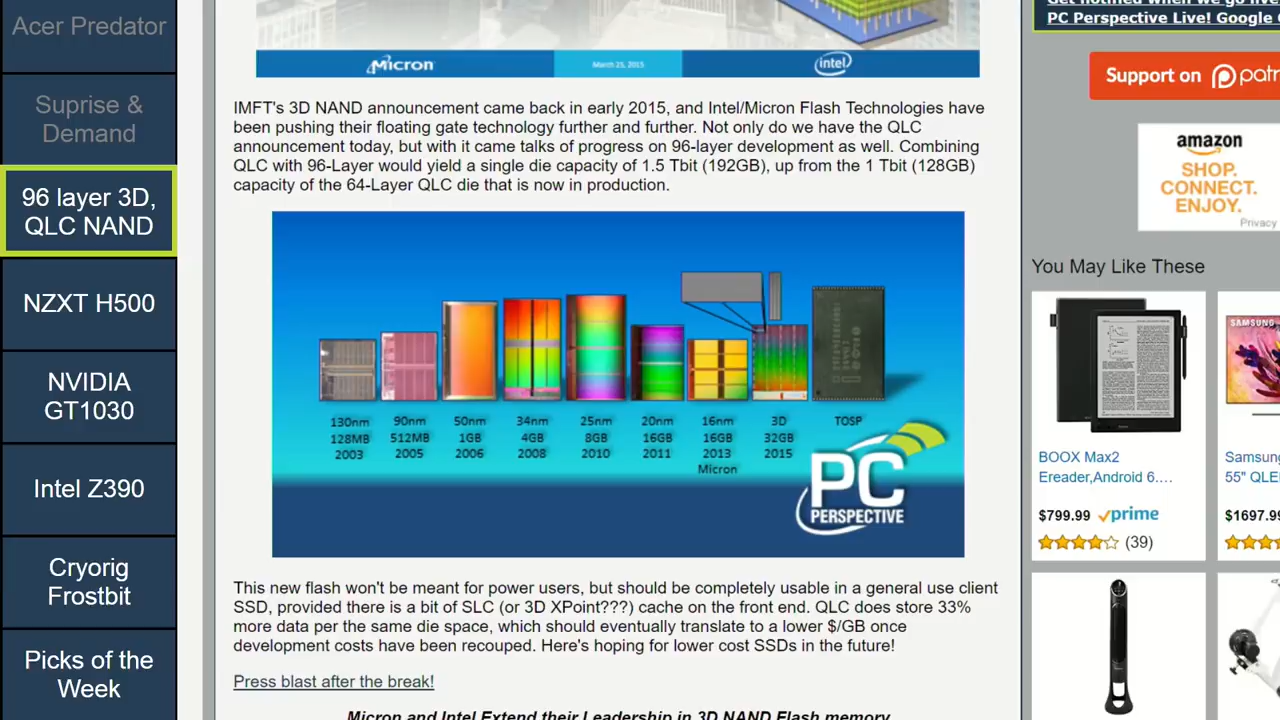 Acer Predator
Suprise &
Demand
96 layer 3D,
QLC NAND
NZXT H500
NVIDIA
GT1030
Intel Z390
Cryorig
Frostbit
Picks of the
Week
Micron
March 25, 2015
intel
IMFT's 3D NAND announcement came back in early 2015, and Intel/Micron Flash Technologies have
been pushing their floating gate technology further and further. Not only do we have the QLC
announcement today, but with it came talks of progress on 96-layer development as well. Combining
QLC with 96-Layer would yield a single die capacity of 1.5 Tbit (192GB), up from the 1 Tbit (128GB)
capacity of the 64-Layer QLC die that is now in production.
130nm 90nm 50nm 34nm 25nm 20nm 16nm 3D TOSP
128MB 512MB 1GB 4GB 8GB 16GB 16GB 32GB
2003 2005 2006 2008 2010 2011 2013 2015
Micron
PC
PERSPECTIVE
This new flash won't be meant for power users, but should be completely usable in a general use client
SSD, provided there is a bit of SLC (or 3D XPoint???) cache on the front end. QLC does store 33%
more data per the same die space, which should eventually translate to a lower $/GB once
development costs have been recouped. Here's hoping for lower cost SSDs in the future!
Press blast after the break!
Micron and Intel Extend their Leadership in 3D NAND Flash memory
Get notified when we go live!
PC Perspective Live! Google
Support on patr
amazon
SHOP.
CONNECT.
ENJOY.
Privacy
You May Like These
BOOX Max2
Ereader,Android 6....
$799.99 prime
(39)
SAMSUNG
Samsung
55" QLE
$1697.99